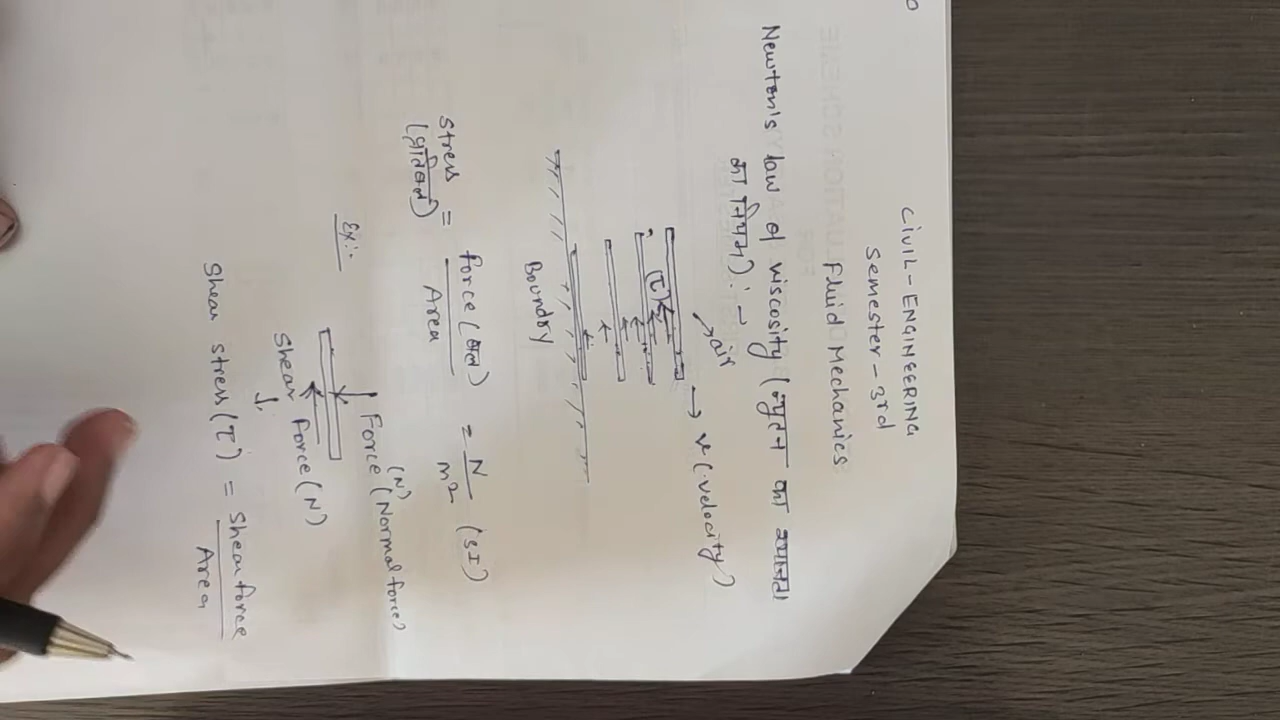 CIVIL-ENGINEERING
Semester-3rd
Fluid Mechanics
Newton's law of viscosity (न्यूटन का श्यानता
का नियम):-
air
→ v (velocity)
(τ)
Boundry
Stress = Force (बल) / Area = N / m² (SI)
(प्रतिबल)
Ex:-
Force (Normal force)
(N)
Shear Force (N)
Shear stress (τ) = Shear force / Area